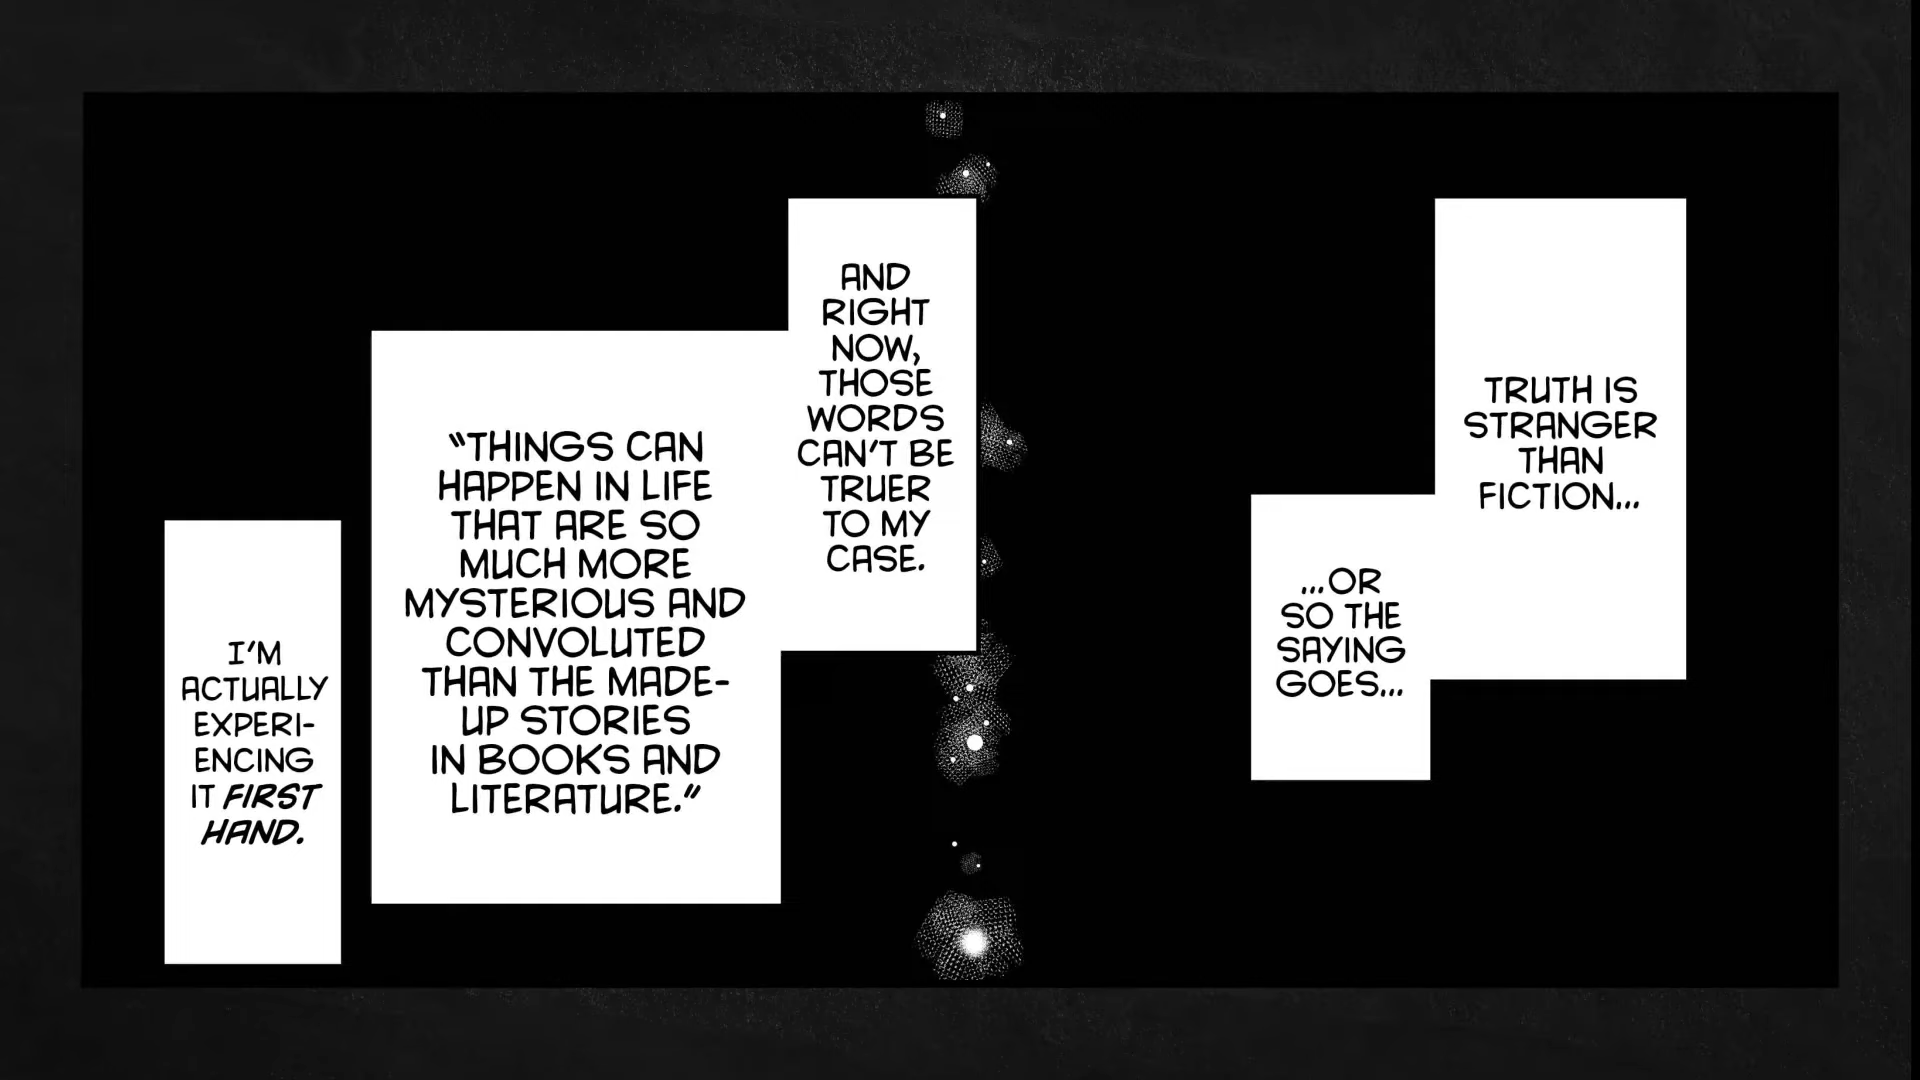 TRUTH IS
STRANGER
THAN
FICTION...
...OR
SO THE
SAYING
GOES...
AND
RIGHT
NOW,
THOSE
WORDS
CAN'T BE
TRUER
TO MY
CASE.
"THINGS CAN
HAPPEN IN LIFE
THAT ARE SO
MUCH MORE
MYSTERIOUS AND
CONVOLUTED
THAN THE MADE-
UP STORIES
IN BOOKS AND
LITERATURE."
I'M
ACTUALLY
EXPERI-
ENCING
IT FIRST
HAND.